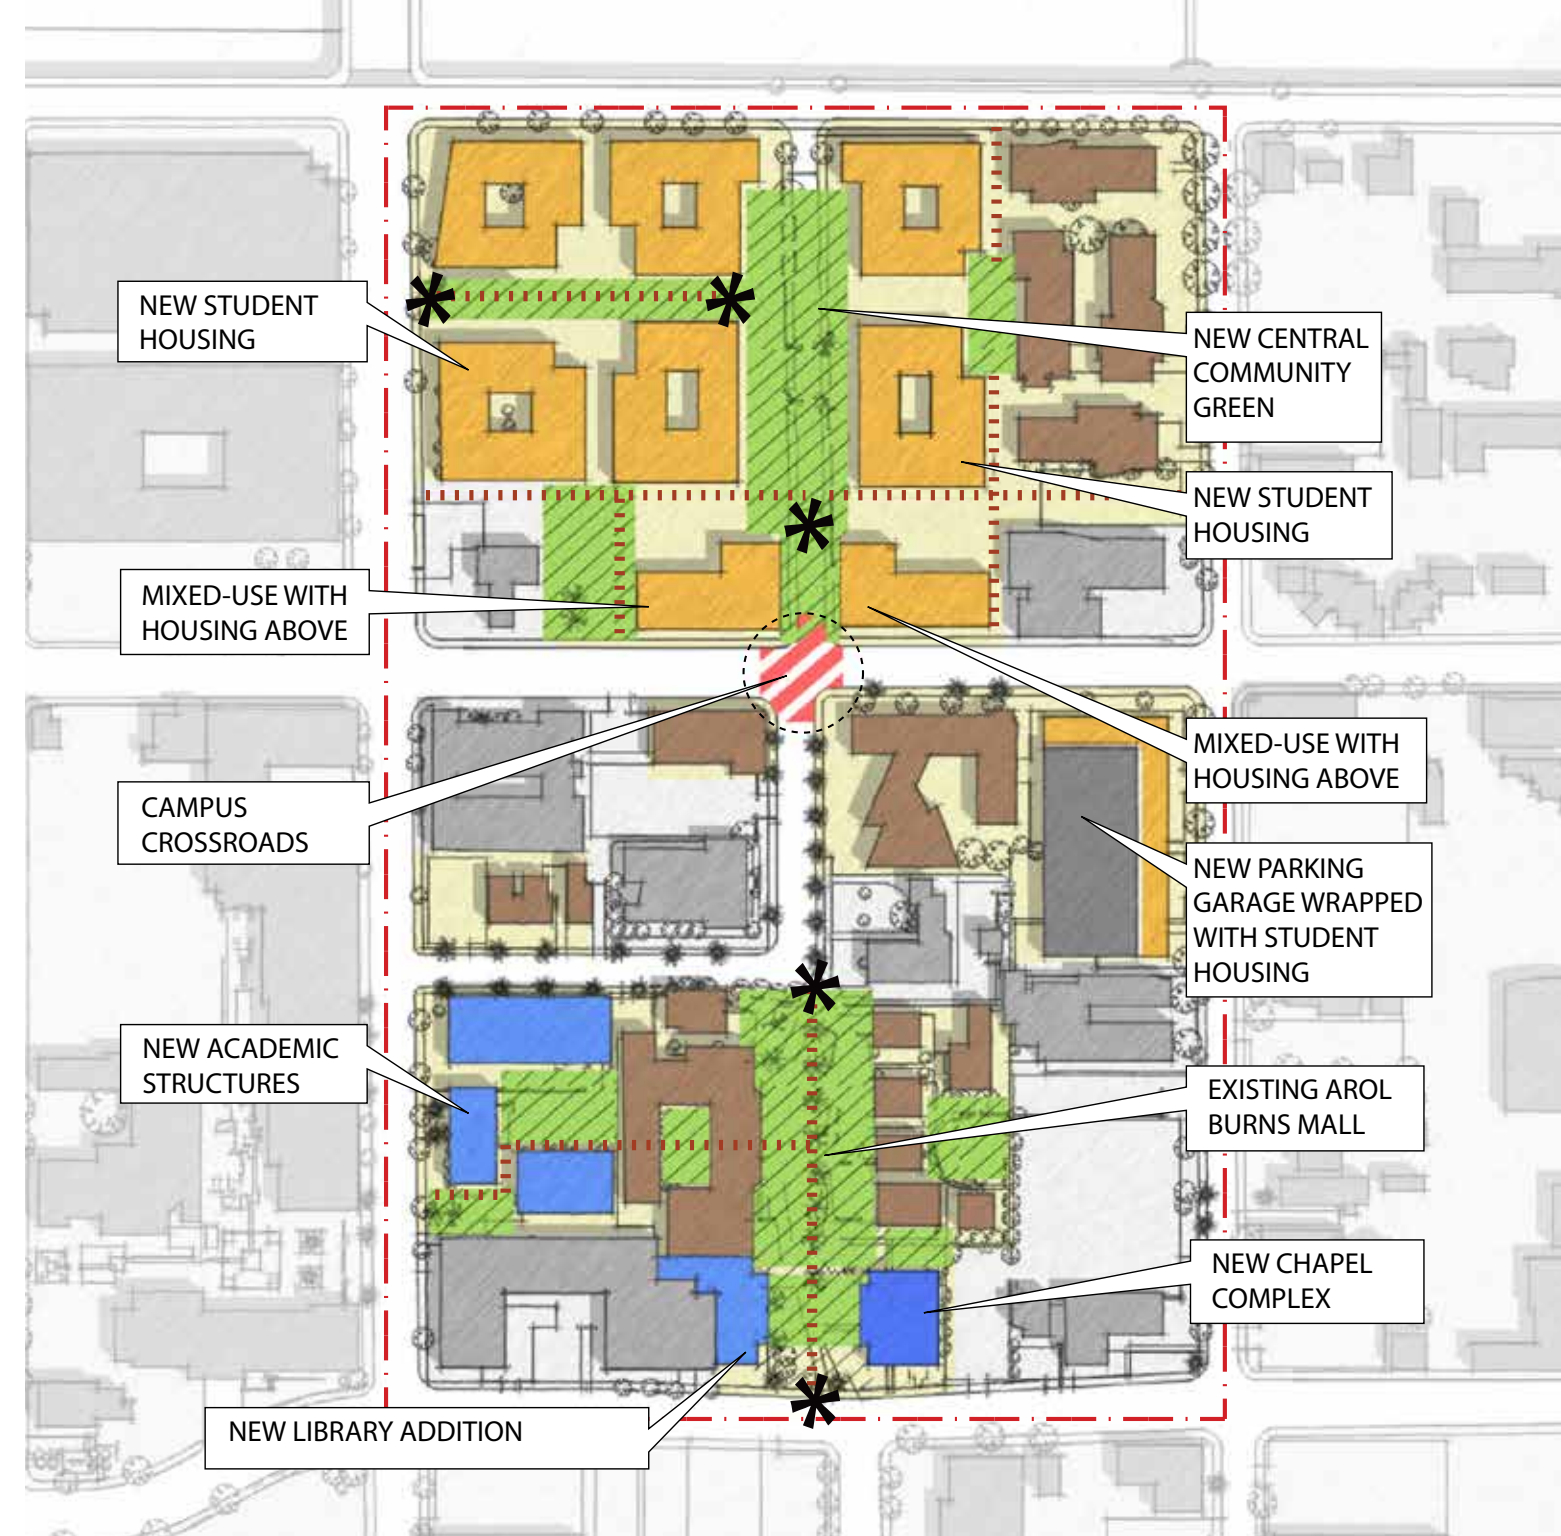 NEW STUDENT
HOUSING
NEW CENTRAL
COMMUNITY
GREEN
NEW STUDENT
HOUSING
MIXED-USE WITH
HOUSING ABOVE
MIXED-USE WITH
HOUSING ABOVE
CAMPUS
CROSSROADS
NEW PARKING
GARAGE WRAPPED
WITH STUDENT
HOUSING
NEW ACADEMIC
STRUCTURES
EXISTING AROL
BURNS MALL
NEW CHAPEL
COMPLEX
NEW LIBRARY ADDITION